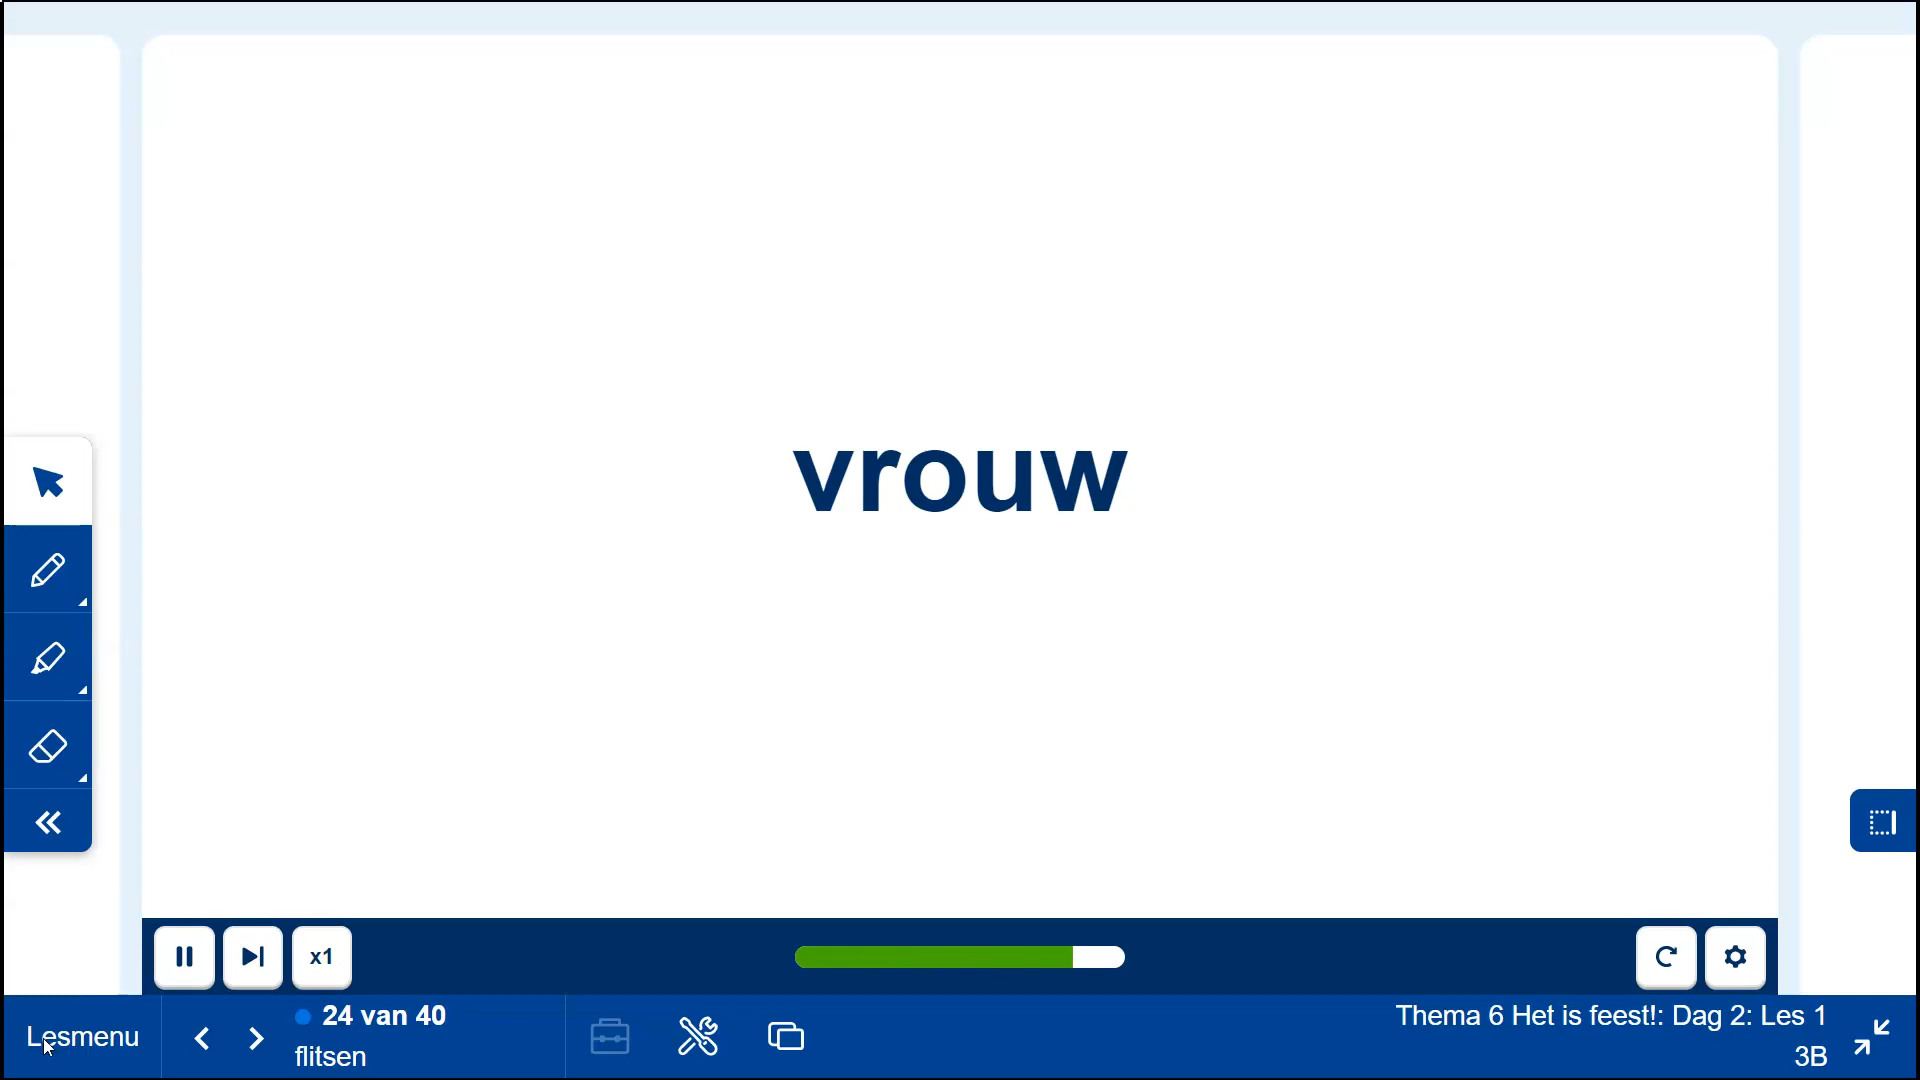 vrouw
x1
Lesmenu
24 van 40
flitsen
Thema 6 Het is feest!: Dag 2: Les 1
3B